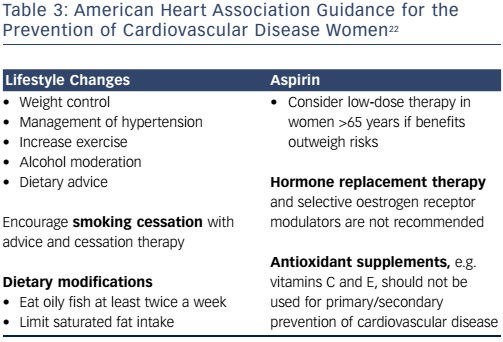 Table 3: American Heart Association Guidance for the
Prevention of Cardiovascular Disease Women22
Lifestyle Changes
• Weight control
• Management of hypertension
• Increase exercise
• Alcohol moderation
• Dietary advice
Encourage smoking cessation with
advice and cessation therapy
Dietary modifications
• Eat oily fish at least twice a week
• Limit saturated fat intake
Aspirin
• Consider low-dose therapy in
women >65 years if benefits
outweigh risks
Hormone replacement therapy
and selective oestrogen receptor
modulators are not recommended
Antioxidant supplements, e.g.
vitamins C and E, should not be
used for primary/secondary
prevention of cardiovascular disease